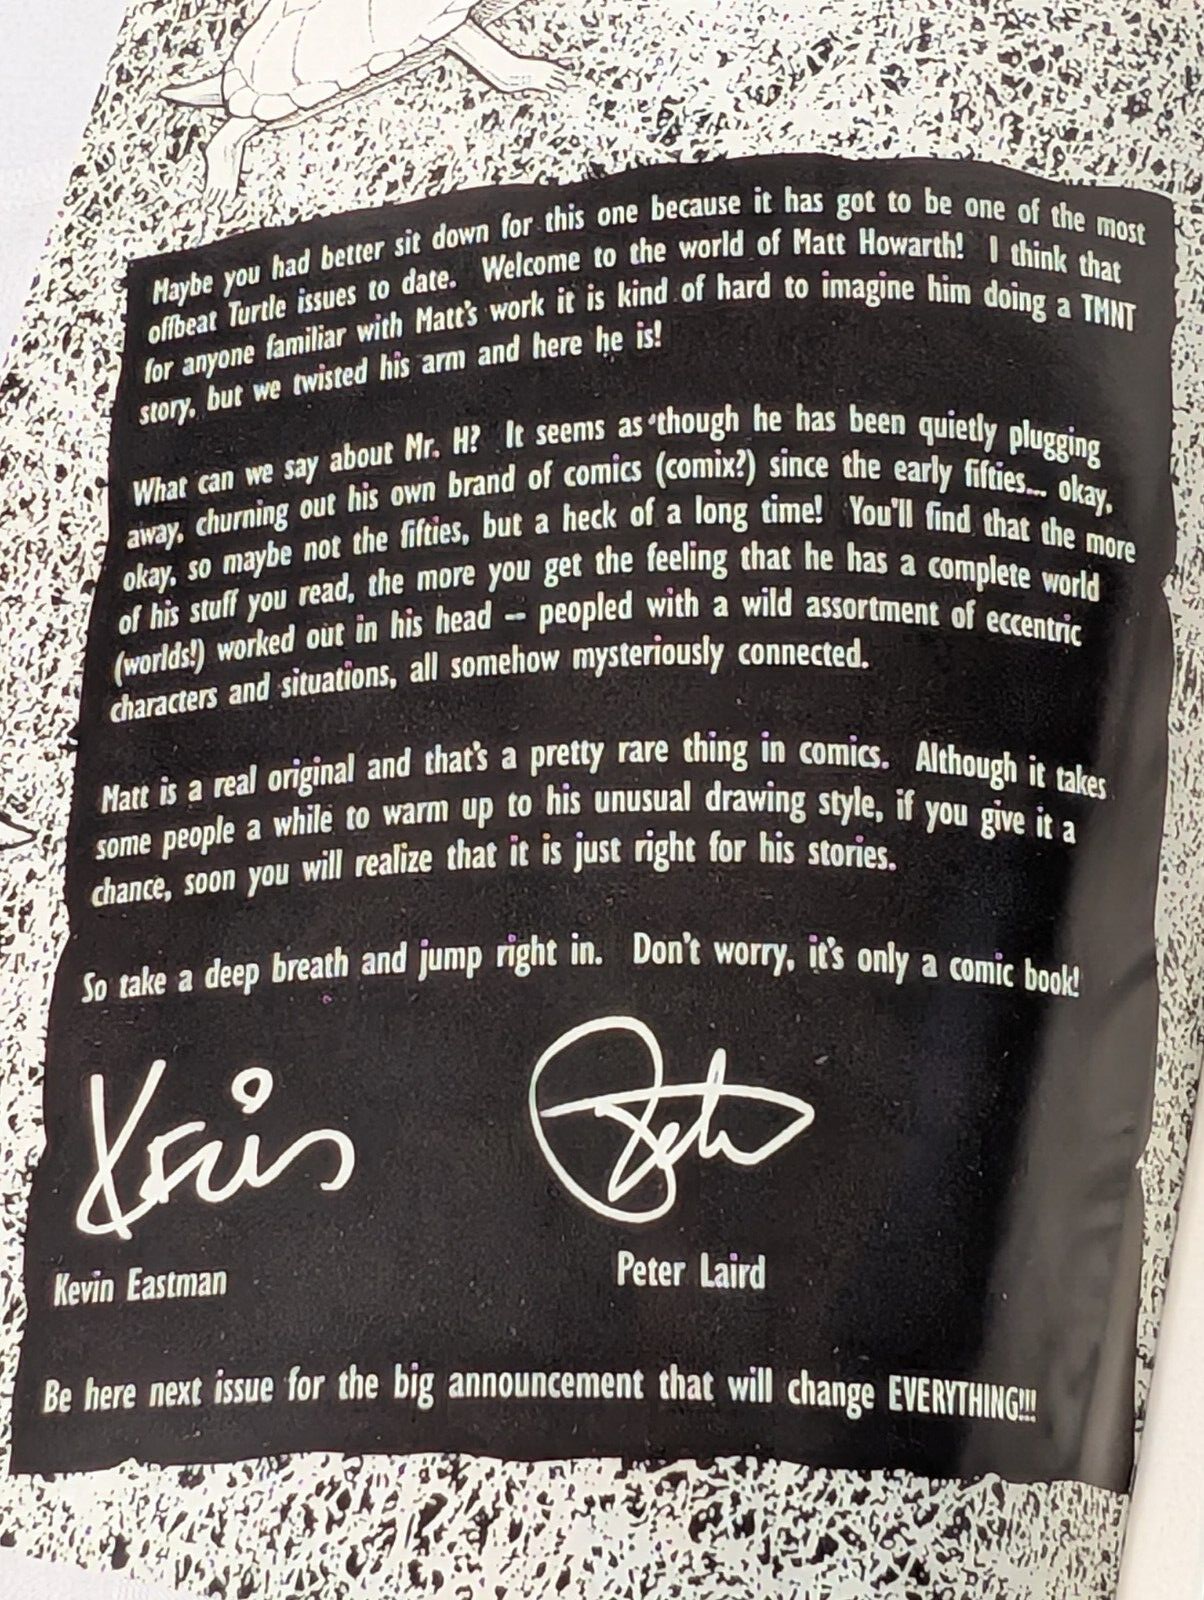 Maybe you had better sit down for this one because it has got to be one of the most
offbeat Turtle issues to date. Welcome to the world of Matt Howarth! I think that
for anyone familiar with Matt's work it is kind of hard to imagine him doing a TMNT
story, but we twisted his arm and here he is!
What can we say about Mr. H? It seems as 'though he has been quietly plugging
away, churning out his own brand of comics (comix?) since the early fifties... okay,
okay, so maybe not the fifties, but a heck of a long time! You'll find that the more
of his stuff you read, the more you get the feeling that he has a complete world
(worlds!) worked out in his head – peopled with a wild assortment of eccentric
characters and situations, all somehow mysteriously connected.
Matt is a real original and that's a pretty rare thing in comics. Although it takes
some people a while to warm up to his unusual drawing style, if you give it a
chance, soon you will realize that it is just right for his stories.
So take a deep breath and jump right in. Don't worry, it's only a comic book!
Kevin Eastman
Peter Laird
Be here next issue for the big announcement that will change EVERYTHING!!!